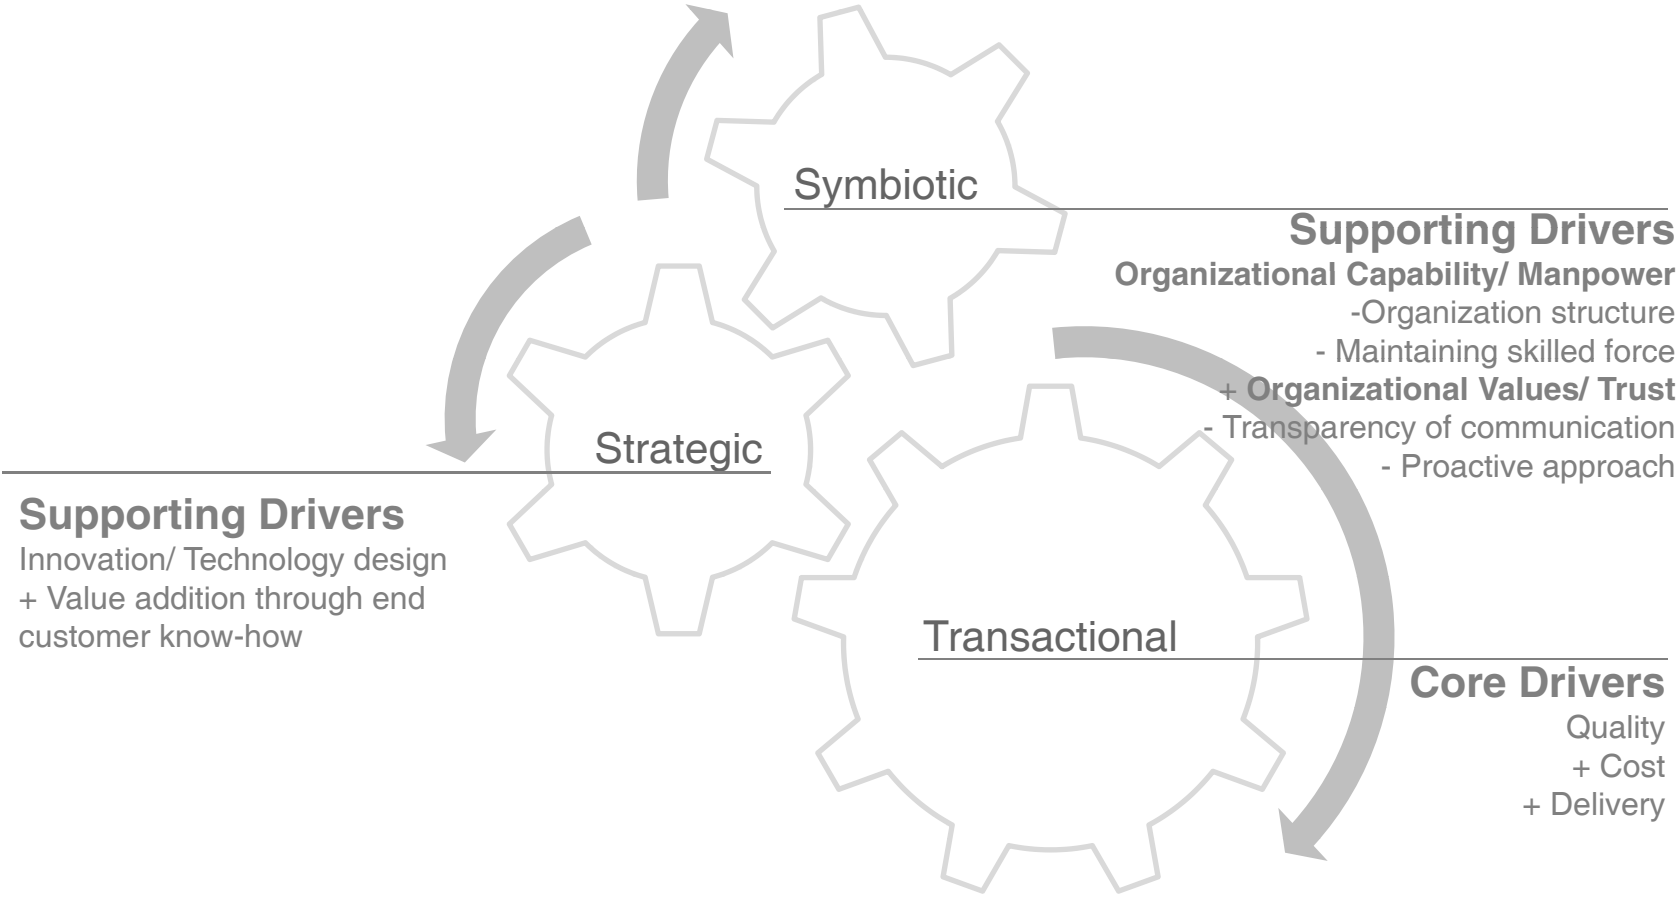 Symbiotic
Supporting Drivers
Organizational Capability/ Manpower
-Organization structure
- Maintaining skilled force
+ Organizational Values/ Trust
- Transparency of communication
- Proactive approach
Strategic
Supporting Drivers
Innovation/ Technology design
+ Value addition through end
customer know-how
Transactional
Core Drivers
Quality
+ Cost
+ Delivery